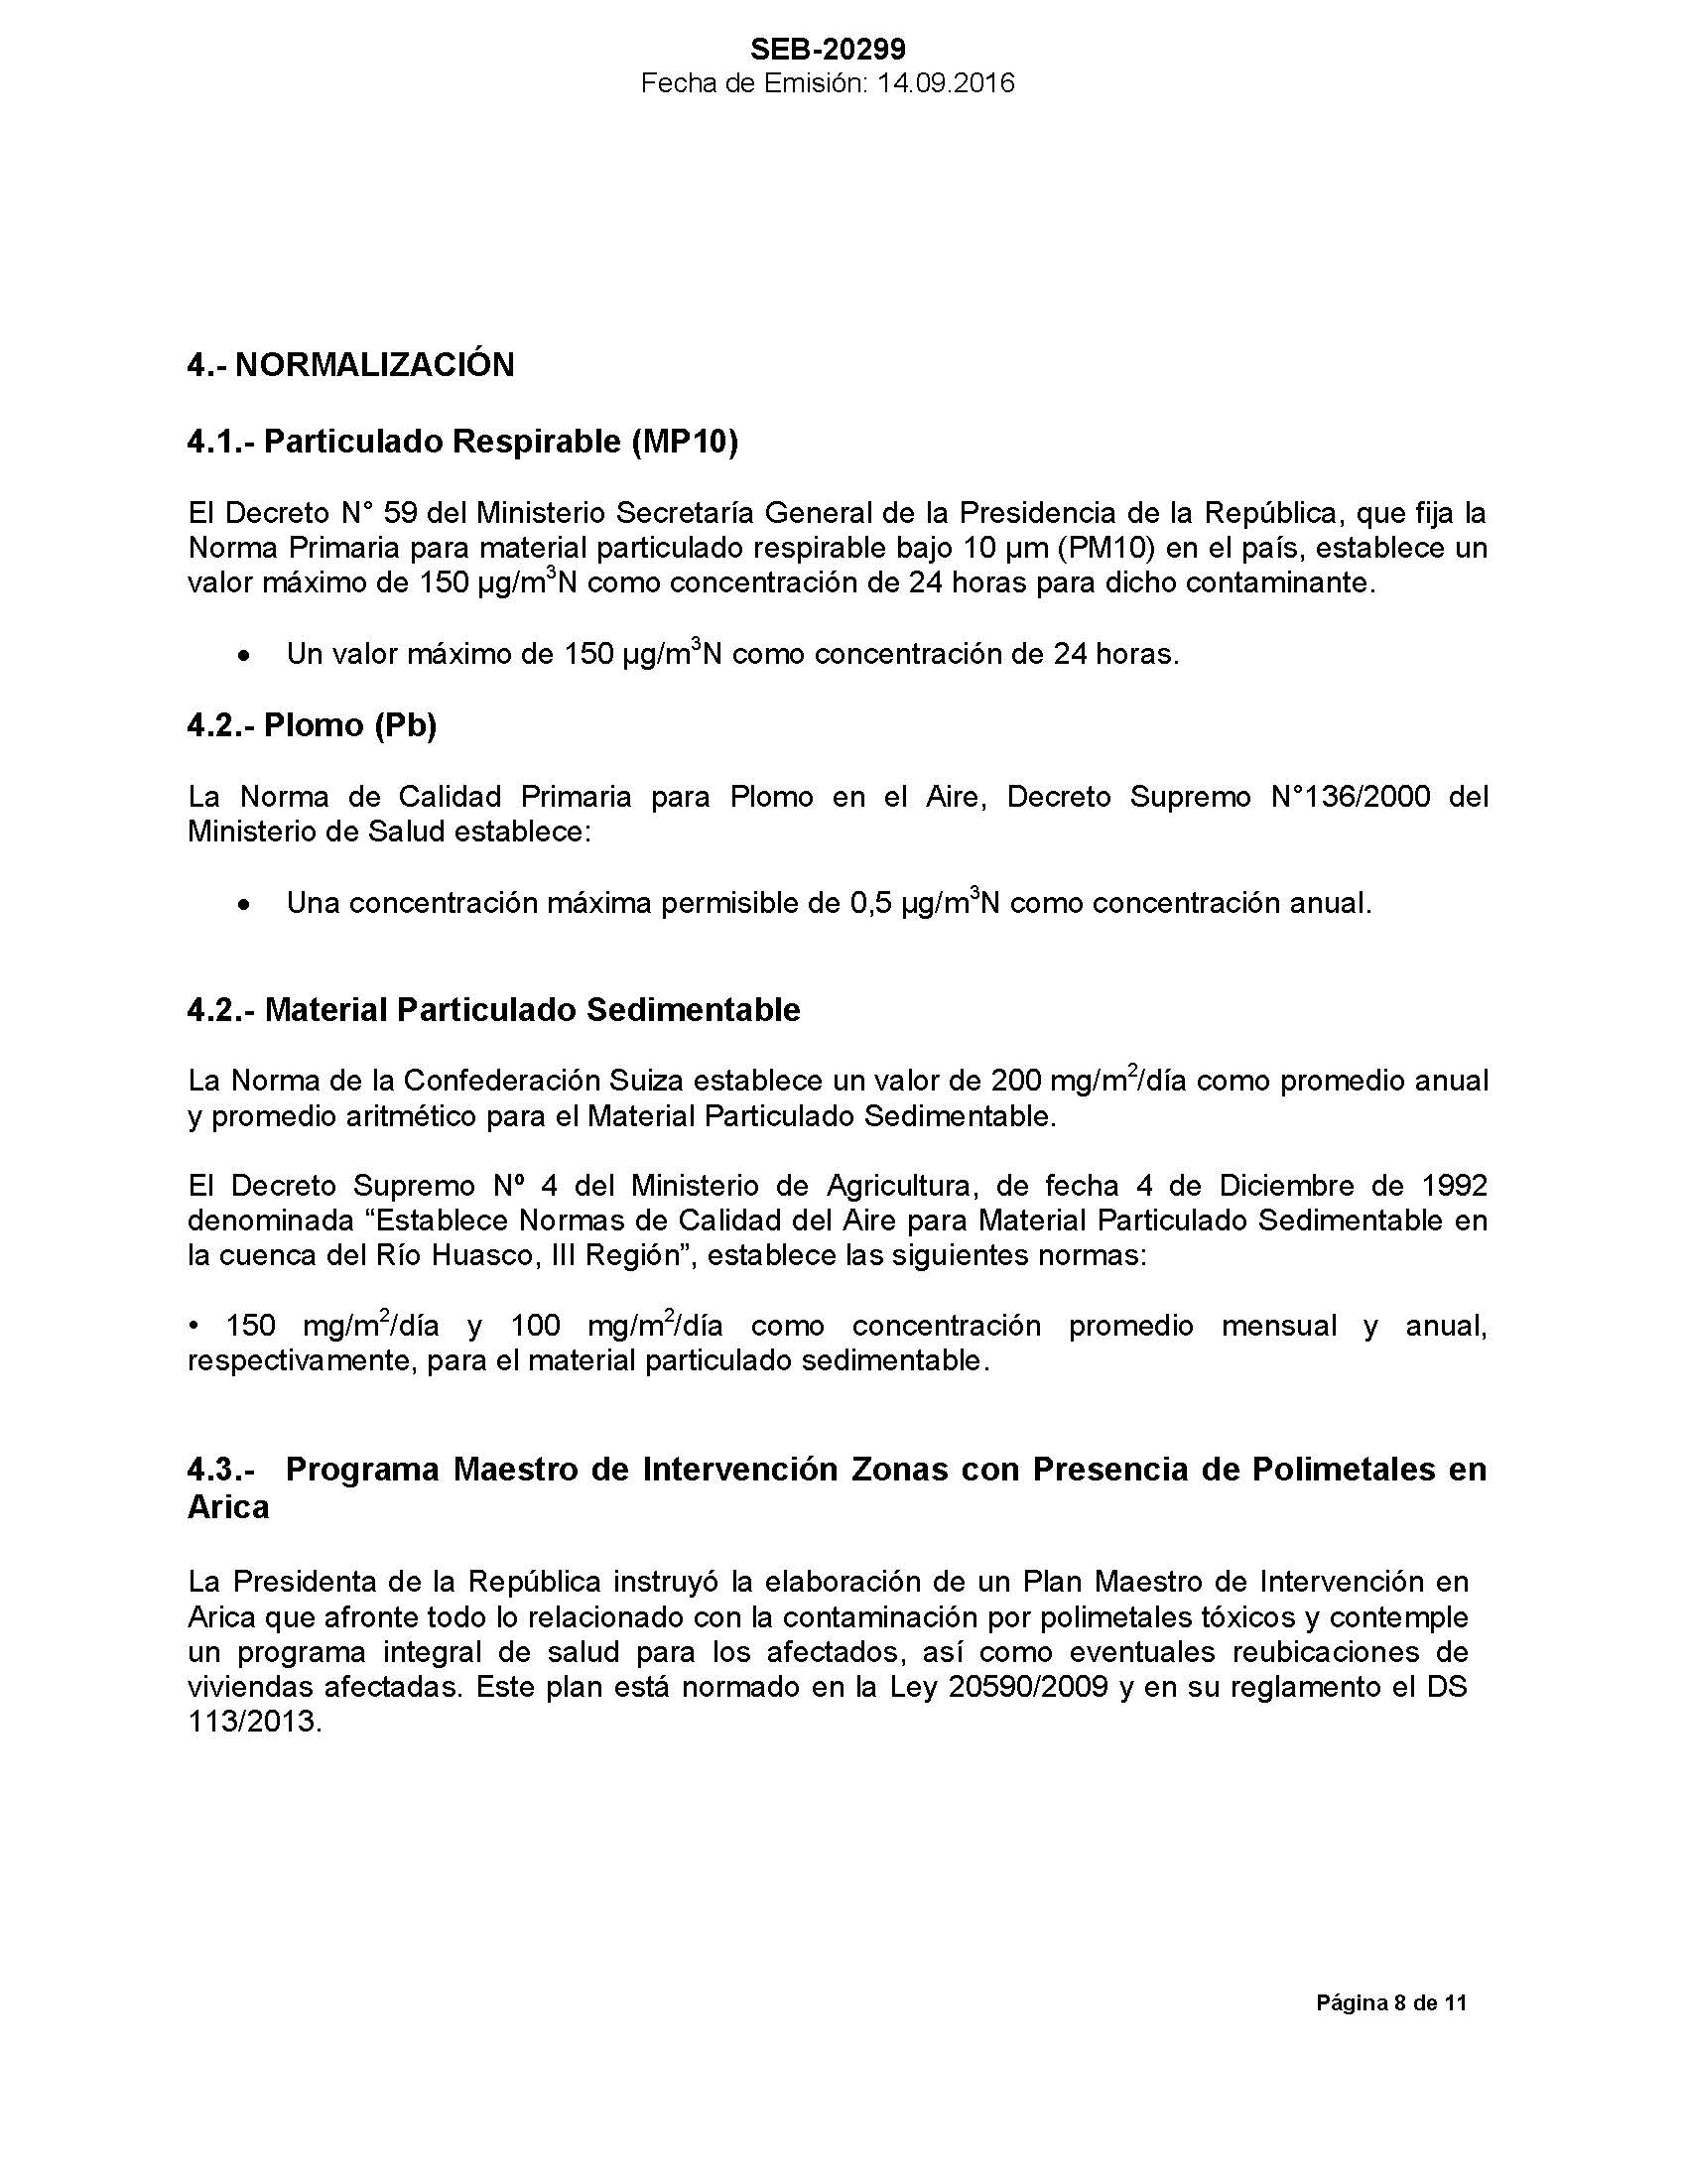 SEB-20299
Fecha de Emisión: 14.09.2016
4.- NORMALIZACIÓN
4.1.- Particulado Respirable (MP10)
El Decreto N° 59 del Ministerio Secretaría General de la Presidencia de la República, que fija la
Norma Primaria para material particulado respirable bajo 10 µm (PM10) en el país, establece un
valor máximo de 150 µg/m³N como concentración de 24 horas para dicho contaminante.
• Un valor máximo de 150 µg/m³N como concentración de 24 horas.
4.2.- Plomo (Pb)
La Norma de Calidad Primaria para Plomo en el Aire, Decreto Supremo N°136/2000 del
Ministerio de Salud establece:
• Una concentración máxima permisible de 0,5 µg/m³N como concentración anual.
4.2.- Material Particulado Sedimentable
La Norma de la Confederación Suiza establece un valor de 200 mg/m²/día como promedio anual
y promedio aritmético para el Material Particulado Sedimentable.
El Decreto Supremo Nº 4 del Ministerio de Agricultura, de fecha 4 de Diciembre de 1992
denominada “Establece Normas de Calidad del Aire para Material Particulado Sedimentable en
la cuenca del Río Huasco, III Región”, establece las siguientes normas:
• 150 mg/m²/día y 100 mg/m²/día como concentración promedio mensual y anual,
respectivamente, para el material particulado sedimentable.
4.3.- Programa Maestro de Intervención Zonas con Presencia de Polimetales en
Arica
La Presidenta de la República instruyó la elaboración de un Plan Maestro de Intervención en
Arica que afronte todo lo relacionado con la contaminación por polimetales tóxicos y contemple
un programa integral de salud para los afectados, así como eventuales reubicaciones de
viviendas afectadas. Este plan está normado en la Ley 20590/2009 y en su reglamento el DS
113/2013.
Página 8 de 11